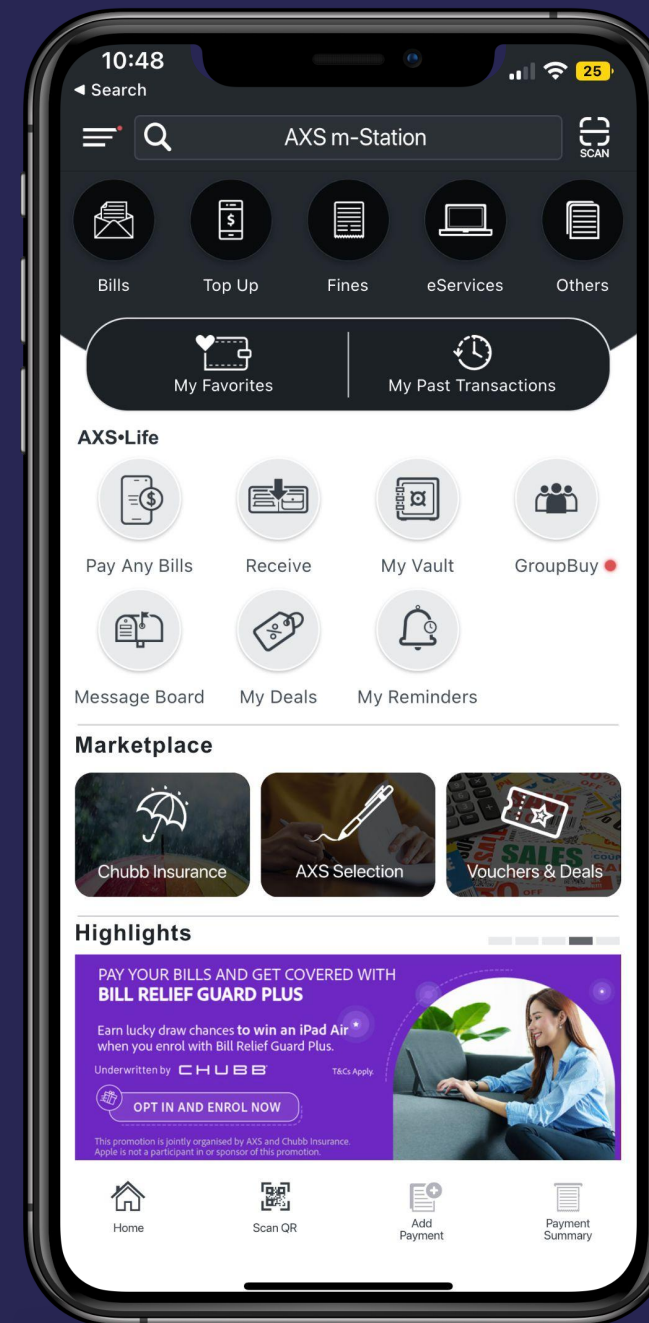 10:48
25
◄ Search
AXS m-Station
SCAN
Bills
Top Up
Fines
eServices
Others
My Favorites
My Past Transactions
AXS•Life
Pay Any Bills
Receive
My Vault
GroupBuy
Message Board
My Deals
My Reminders
Marketplace
Chubb Insurance
AXS Selection
SALES
Vouchers & Deals
Highlights
PAY YOUR BILLS AND GET COVERED WITH
BILL RELIEF GUARD PLUS
Earn lucky draw chances to win an iPad Air
when you enrol with Bill Relief Guard Plus.
Underwritten by CHUBB
T&Cs Apply.
OPT IN AND ENROL NOW
This promotion is jointly organised by AXS and Chubb Insurance.
Apple is not a participant in or sponsor of this promotion.
Home
Scan QR
Add
Payment
Payment
Summary